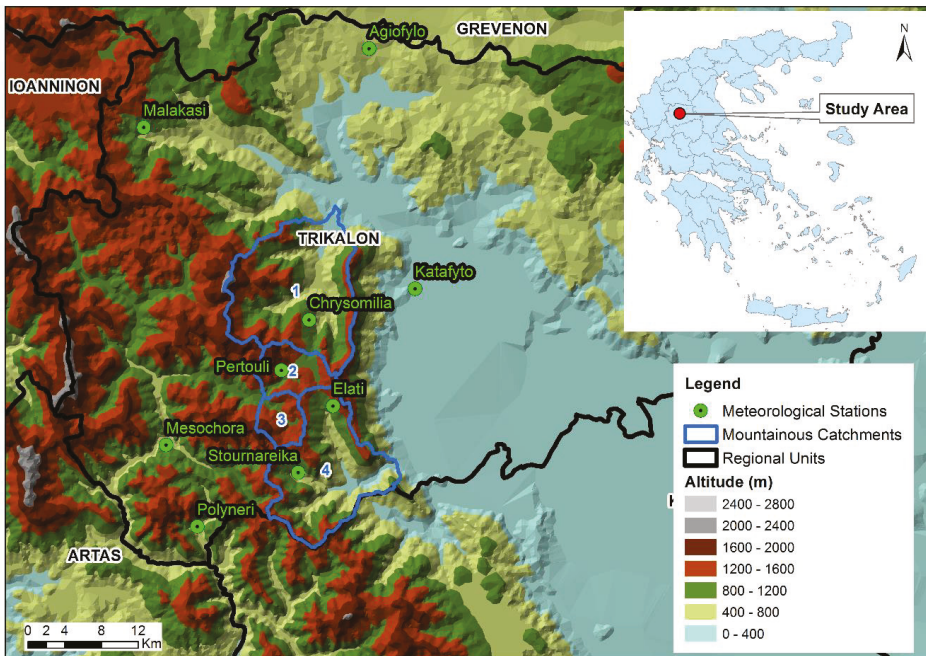 GREVENON
Agiofylo
IOANNINON
Malakasi
TRIKALON
Katafyto
1
Chrysomilia
Pertouli
2
Elati
3
Mesochora
Stournareika
4
Polyneri
ARTAS
0 2 4 8 12
Km
N
Study Area
Legend
Meteorological Stations
Mountainous Catchments
Regional Units
Altitude (m)
2400 - 2800
2000 - 2400
1600 - 2000
1200 - 1600
800 - 1200
400 - 800
0 - 400